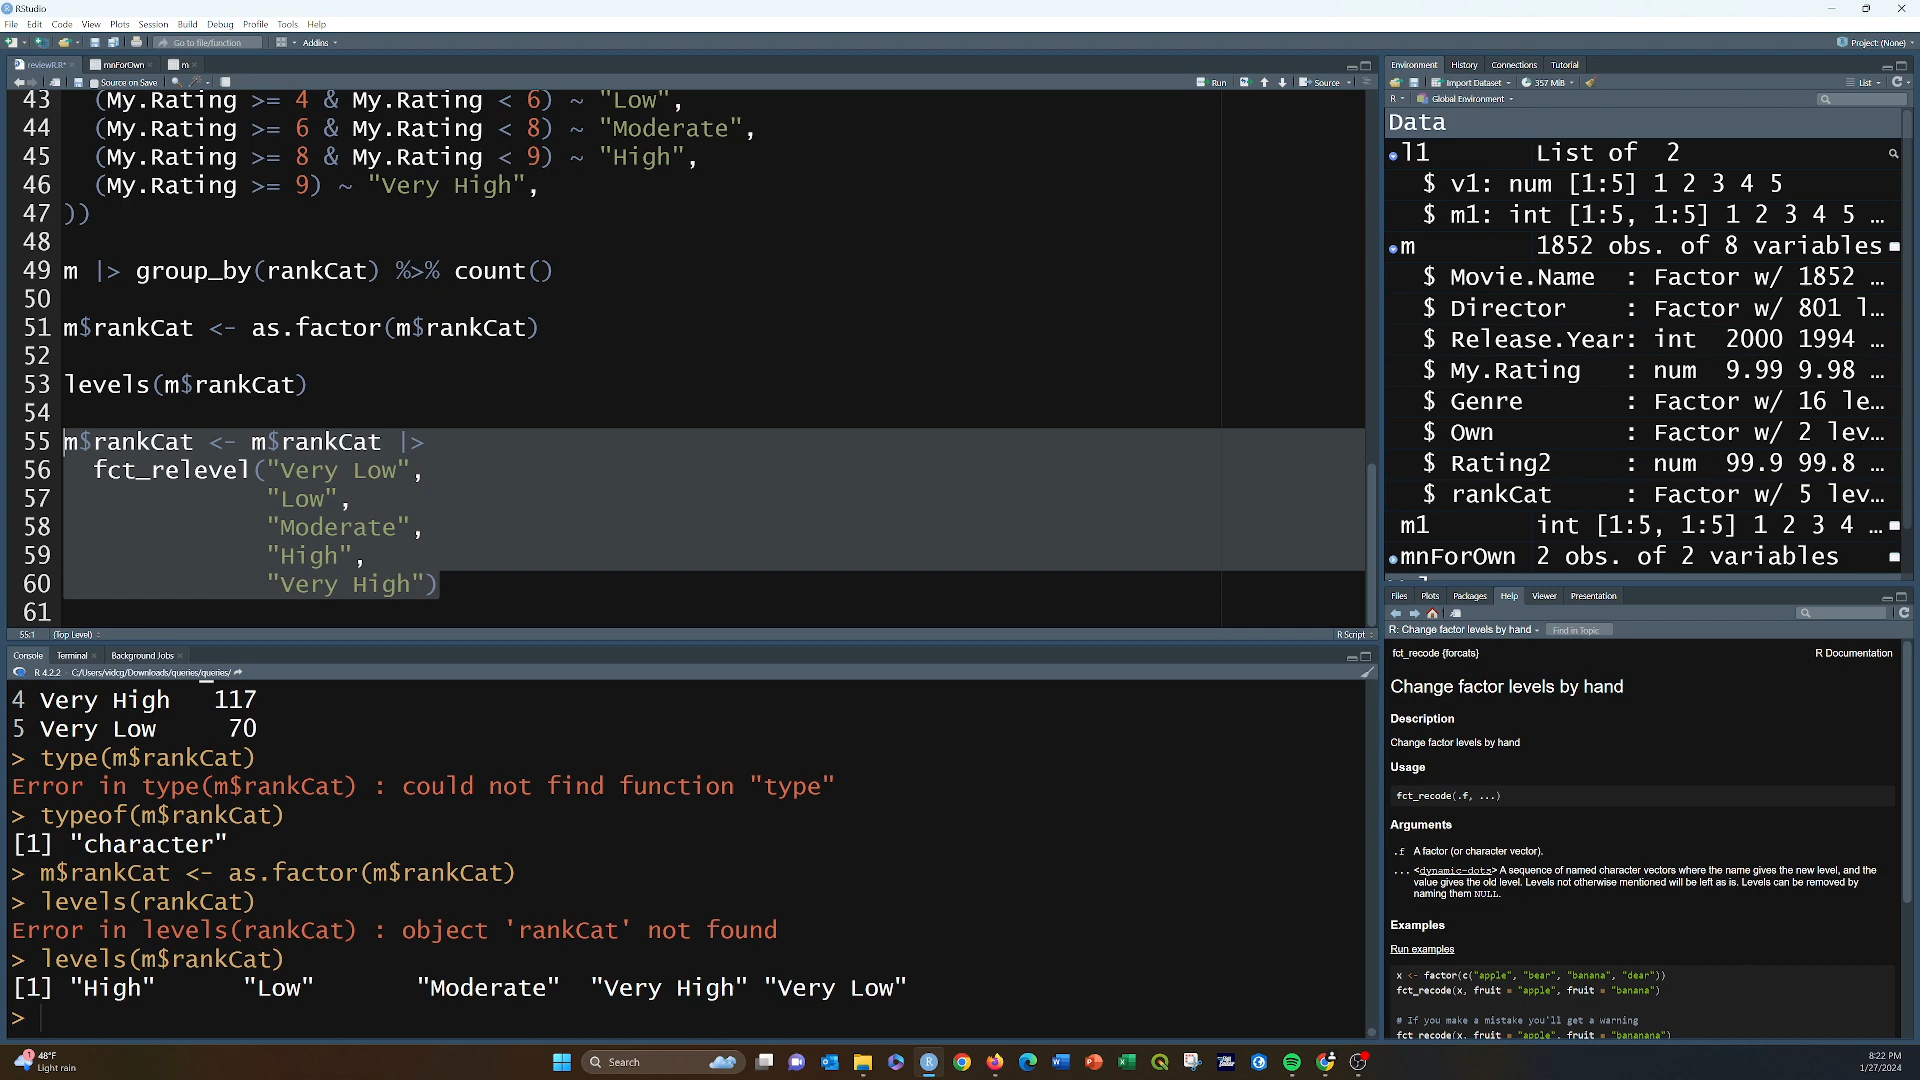 RStudio
File Edit Code View Plots Session Build Debug Profile Tools Help
Go to file/function Addins Project: (None)
reviewR.R* mnForOwn m
Source on Save Run Source
43 (My.Rating >= 4 & My.Rating < 6) ~ "Low",
44 (My.Rating >= 6 & My.Rating < 8) ~ "Moderate",
45 (My.Rating >= 8 & My.Rating < 9) ~ "High",
46 (My.Rating >= 9) ~ "Very High",
47 ))
48
49 m |> group_by(rankCat) %>% count()
50
51 m$rankCat <- as.factor(m$rankCat)
52
53 levels(m$rankCat)
54
55 m$rankCat <- m$rankCat |>
56 fct_relevel("Very Low",
57 "Low",
58 "Moderate",
59 "High",
60 "Very High")
61
55:1 (Top Level) R Script
Console Terminal Background Jobs
R 4.2.2 · C:/Users/vidcg/Downloads/queries/queries/
4 Very High 117
5 Very Low 70
> type(m$rankCat)
Error in type(m$rankCat) : could not find function "type"
> typeof(m$rankCat)
[1] "character"
> m$rankCat <- as.factor(m$rankCat)
> levels(rankCat)
Error in levels(rankCat) : object 'rankCat' not found
> levels(m$rankCat)
[1] "High" "Low" "Moderate" "Very High" "Very Low"
>
Environment History Connections Tutorial
Import Dataset 357 MiB List
R Global Environment
Data
l1 List of 2
$ v1: num [1:5] 1 2 3 4 5
$ m1: int [1:5, 1:5] 1 2 3 4 5 …
m 1852 obs. of 8 variables
$ Movie.Name : Factor w/ 1852 …
$ Director : Factor w/ 801 l…
$ Release.Year: int 2000 1994 …
$ My.Rating : num 9.99 9.98 …
$ Genre : Factor w/ 16 le…
$ Own : Factor w/ 2 lev…
$ Rating2 : num 99.9 99.8 …
$ rankCat : Factor w/ 5 lev…
m1 int [1:5, 1:5] 1 2 3 4 …
mnForOwn 2 obs. of 2 variables
Files Plots Packages Help Viewer Presentation
R: Change factor levels by hand Find in Topic
fct_recode {forcats} R Documentation
Change factor levels by hand
Description
Change factor levels by hand
Usage
fct_recode(.f, ...)
Arguments
.f A factor (or character vector).
... <dynamic-dots> A sequence of named character vectors where the name gives the new level, and the
value gives the old level. Levels not otherwise mentioned will be left as is. Levels can be removed by
naming them NULL.
Examples
Run examples
x <- factor(c("apple", "bear", "banana", "dear"))
fct_recode(x, fruit = "apple", fruit = "banana")
# If you make a mistake you'll get a warning
fct_recode(x, fruit = "apple", fruit = "bananana")
1 48°F
Light rain
Search
8:22 PM
1/27/2024